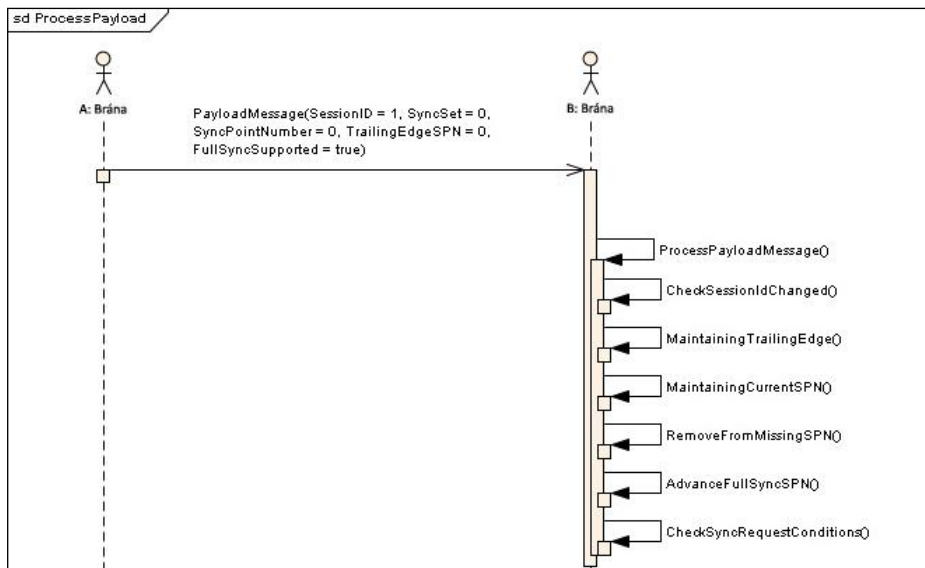 sd ProcessPayload
A: Brána
B: Brána
PayloadMessage(SessionID = 1, SyncSet = 0,
SyncPointNumber = 0, TrailingEdgeSPN = 0,
FullSyncSupported = true)
ProcessPayloadMessage()
CheckSessionIdChanged()
MaintainingTrailingEdge()
MaintainingCurrentSPN()
RemoveFromMissingSPN()
AdvanceFullSyncSPN()
CheckSyncRequestConditions()